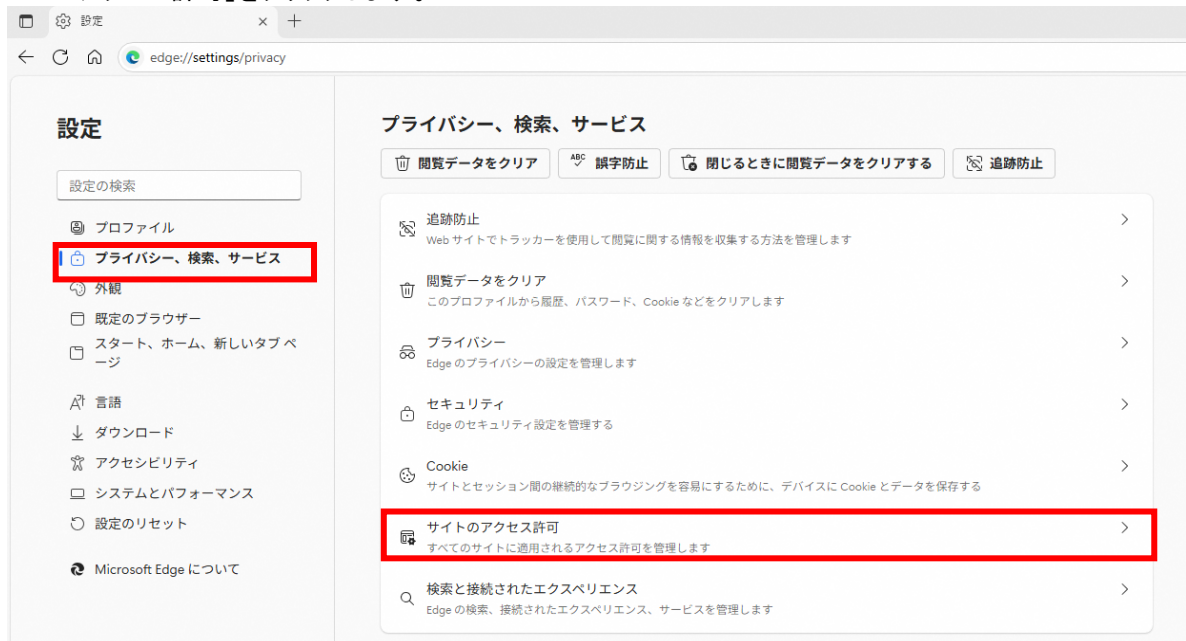 設定
edge://settings/privacy
設定
設定の検索
プロファイル
プライバシー、検索、サービス
外観
既定のブラウザー
スタート、ホーム、新しいタブ ペ
ージ
言語
ダウンロード
アクセシビリティ
システムとパフォーマンス
設定のリセット
Microsoft Edge について
プライバシー、検索、サービス
閲覧データをクリア
ABC 誤字防止
閉じるときに閲覧データをクリアする
追跡防止
追跡防止
Web サイトでトラッカーを使用して閲覧に関する情報を収集する方法を管理します
閲覧データをクリア
このプロファイルから履歴、パスワード、Cookie などをクリアします
プライバシー
Edge のプライバシーの設定を管理します
セキュリティ
Edge のセキュリティ設定を管理する
Cookie
サイトとセッション間の継続的なブラウジングを容易にするために、デバイスに Cookie とデータを保存する
サイトのアクセス許可
すべてのサイトに適用されるアクセス許可を管理します
検索と接続されたエクスペリエンス
Edge の検索、接続されたエクスペリエンス、サービスを管理します